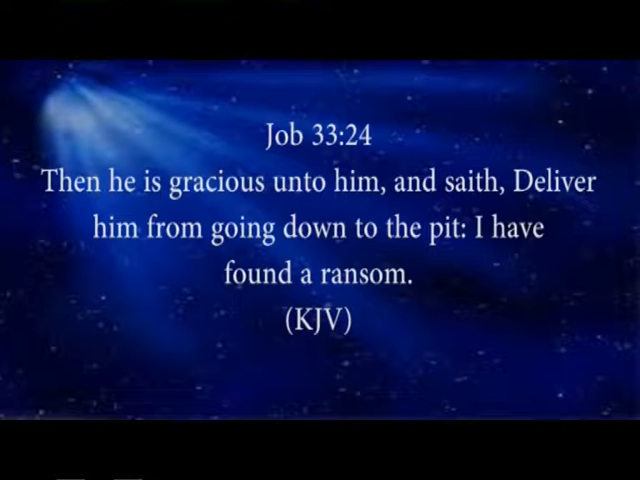 Job 33:24
Then he is gracious unto him, and saith, Deliver
him from going down to the pit: I have
found a ransom.
(KJV)